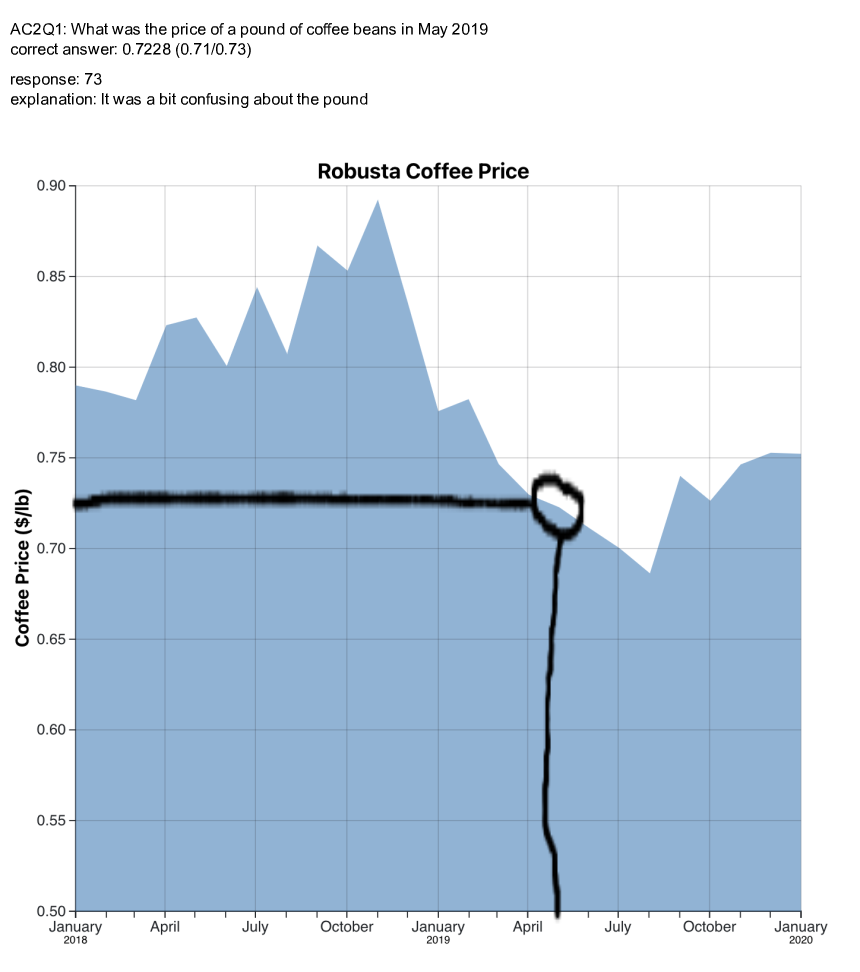 AC2Q1: What was the price of a pound of coffee beans in May 2019
correct answer: 0.7228 (0.71/0.73)
response: 73
explanation: It was a bit confusing about the pound
Robusta Coffee Price
0.90
0.85
0.80
0.75
0.70
0.65
0.60
0.55
0.50
Coffee Price ($/lb)
January April July October January April July October January
2018 2019 2020